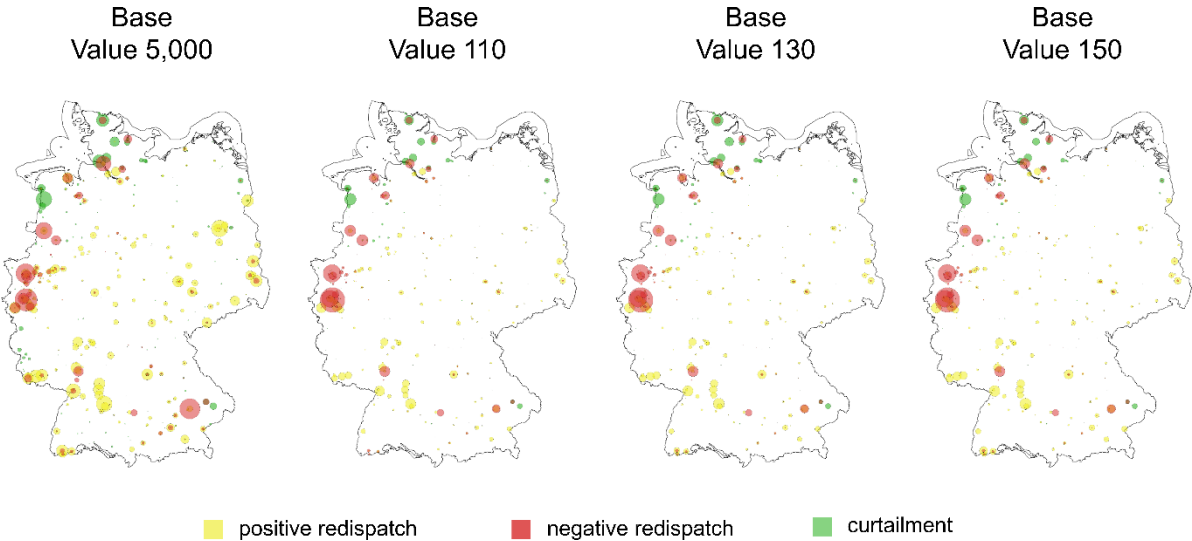 Base
Value 5,000
Base
Value 110
Base
Value 130
Base
Value 150
positive redispatch
negative redispatch
curtailment